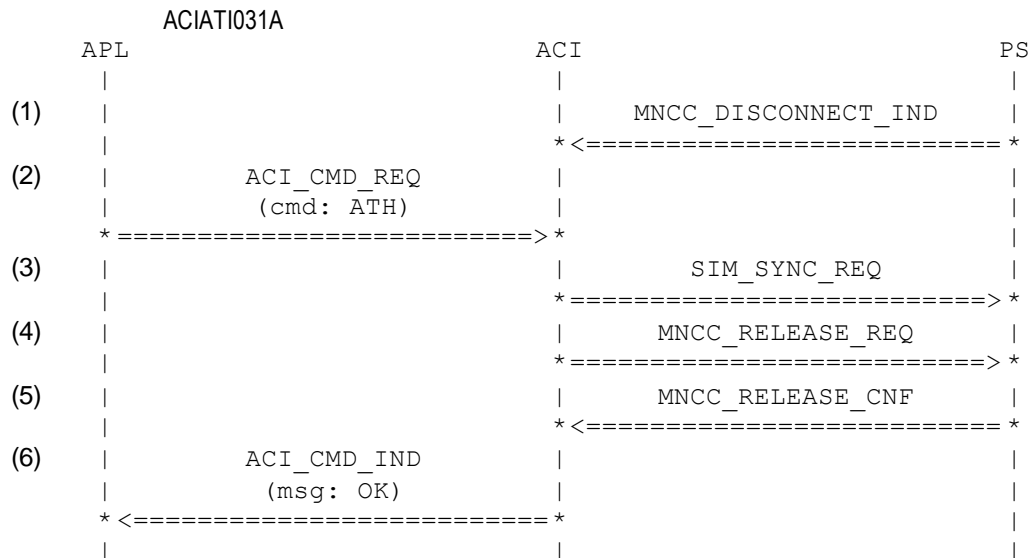 ACIATI031A
APL ACI PS
| | |
(1) | | MNCC_DISCONNECT_IND |
| *<========================== *
(2) | ACI_CMD_REQ | |
| (cmd: ATH) | |
* ==========================>* |
(3) | | SIM_SYNC_REQ |
| *==========================> *
(4) | | MNCC_RELEASE_REQ |
| *==========================> *
(5) | | MNCC_RELEASE_CNF |
| *<========================== *
(6) | ACI_CMD_IND | |
| (msg: OK) | |
* <==========================* |
| | |